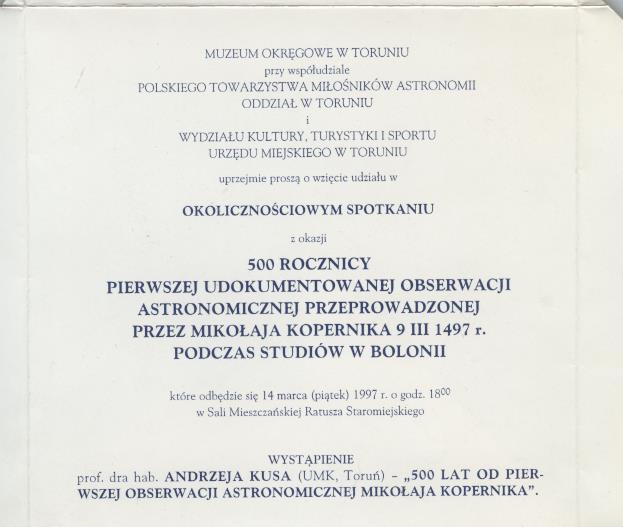 MUZEUM OKRĘGOWE W TORUNIU
przy współudziale
POLSKIEGO TOWARZYSTWA MIŁOŚNIKÓW ASTRONOMII
ODDZIAŁ W TORUNIU
i
WYDZIAŁU KULTURY, TURYSTYKI I SPORTU
URZĘDU MIEJSKIEGO W TORUNIU
uprzejmie proszą o wzięcie udziału w
OKOLICZNOŚCIOWYM SPOTKANIU
z okazji
500 ROCZNICY
PIERWSZEJ UDOKUMENTOWANEJ OBSERWACJI
ASTRONOMICZNEJ PRZEPROWADZONEJ
PRZEZ MIKOŁAJA KOPERNIKA 9 III 1497 r.
PODCZAS STUDIÓW W BOLONII
które odbędzie się 14 marca (piątek) 1997 r. o godz. 18⁰⁰
w Sali Mieszczańskiej Ratusza Staromiejskiego
WYSTĄPIENIE
prof. dra hab. ANDRZEJA KUSA (UMK, Toruń) – „500 LAT OD PIER-
WSZEJ OBSERWACJI ASTRONOMICZNEJ MIKOŁAJA KOPERNIKA”.